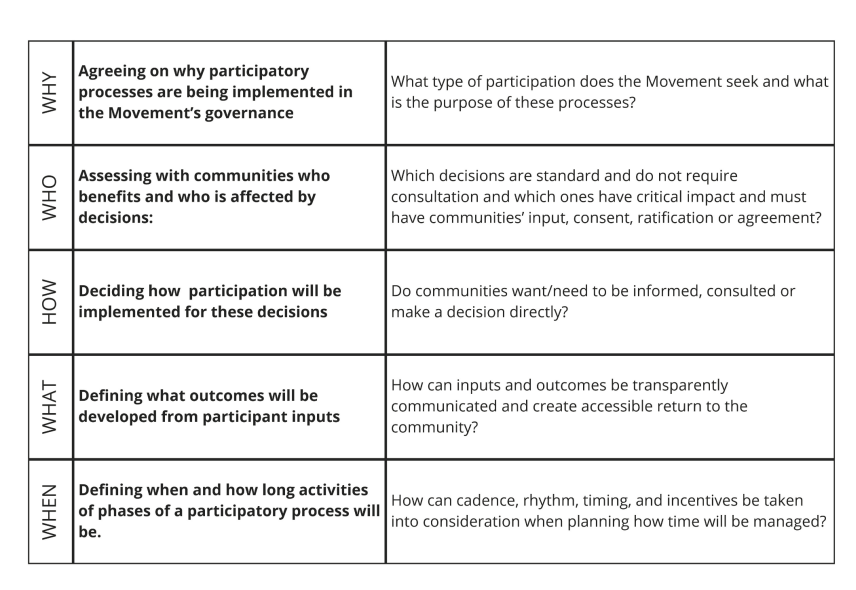 WHY
Agreeing on why participatory
processes are being implemented in
the Movement’s governance
What type of participation does the Movement seek and what
is the purpose of these processes?
WHO
Assessing with communities who
benefits and who is affected by
decisions:
Which decisions are standard and do not require
consultation and which ones have critical impact and must
have communities’ input, consent, ratification or agreement?
HOW
Deciding how  participation will be
implemented for these decisions
Do communities want/need to be informed, consulted or
make a decision directly?
WHAT
Defining what outcomes will be
developed from participant inputs
How can inputs and outcomes be transparently
communicated and create accessible return to the
community?
WHEN
Defining when and how long activities
of phases of a participatory process will
be.
How can cadence, rhythm, timing, and incentives be taken
into consideration when planning how time will be managed?